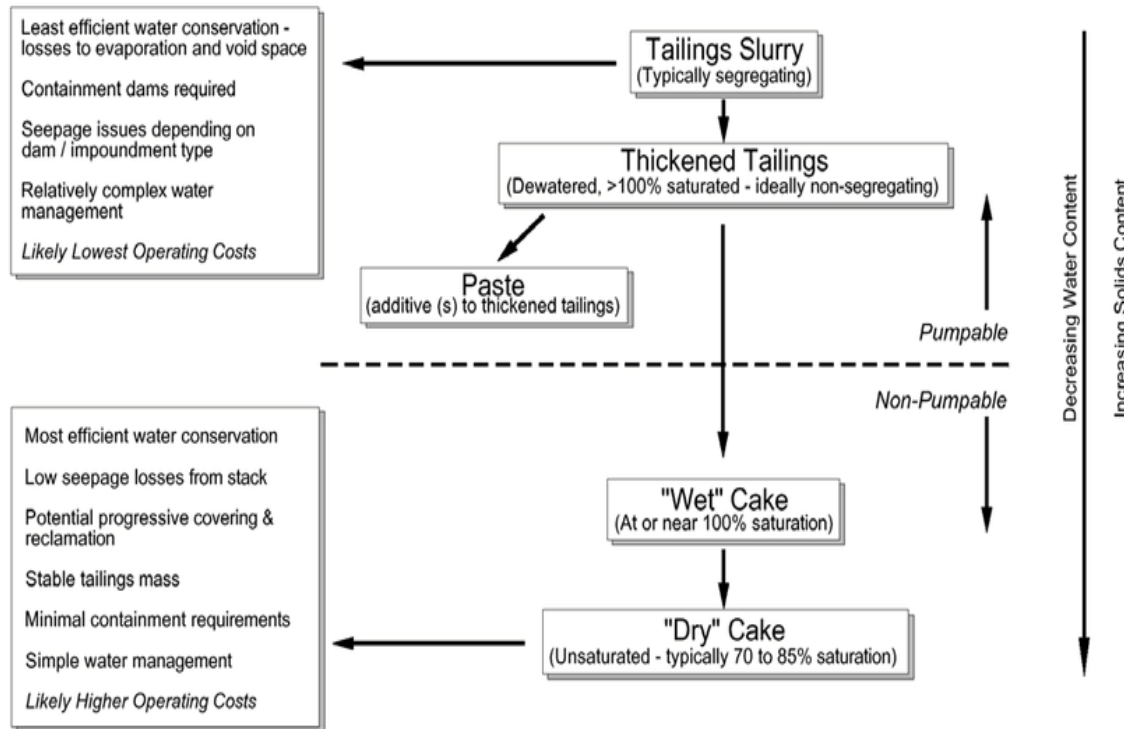 Least efficient water conservation -
losses to evaporation and void space
Containment dams required
Seepage issues depending on
dam / impoundment type
Relatively complex water
management
Likely Lowest Operating Costs
Tailings Slurry
(Typically segregating)
Thickened Tailings
(Dewatered, >100% saturated - ideally non-segregating)
Paste
(additive (s) to thickened tailings)
Pumpable
Non-Pumpable
Decreasing Water Content
Increasing Solids Content
Most efficient water conservation
Low seepage losses from stack
Potential progressive covering &
reclamation
Stable tailings mass
Minimal containment requirements
Simple water management
Likely Higher Operating Costs
"Wet" Cake
(At or near 100% saturation)
"Dry" Cake
(Unsaturated - typically 70 to 85% saturation)